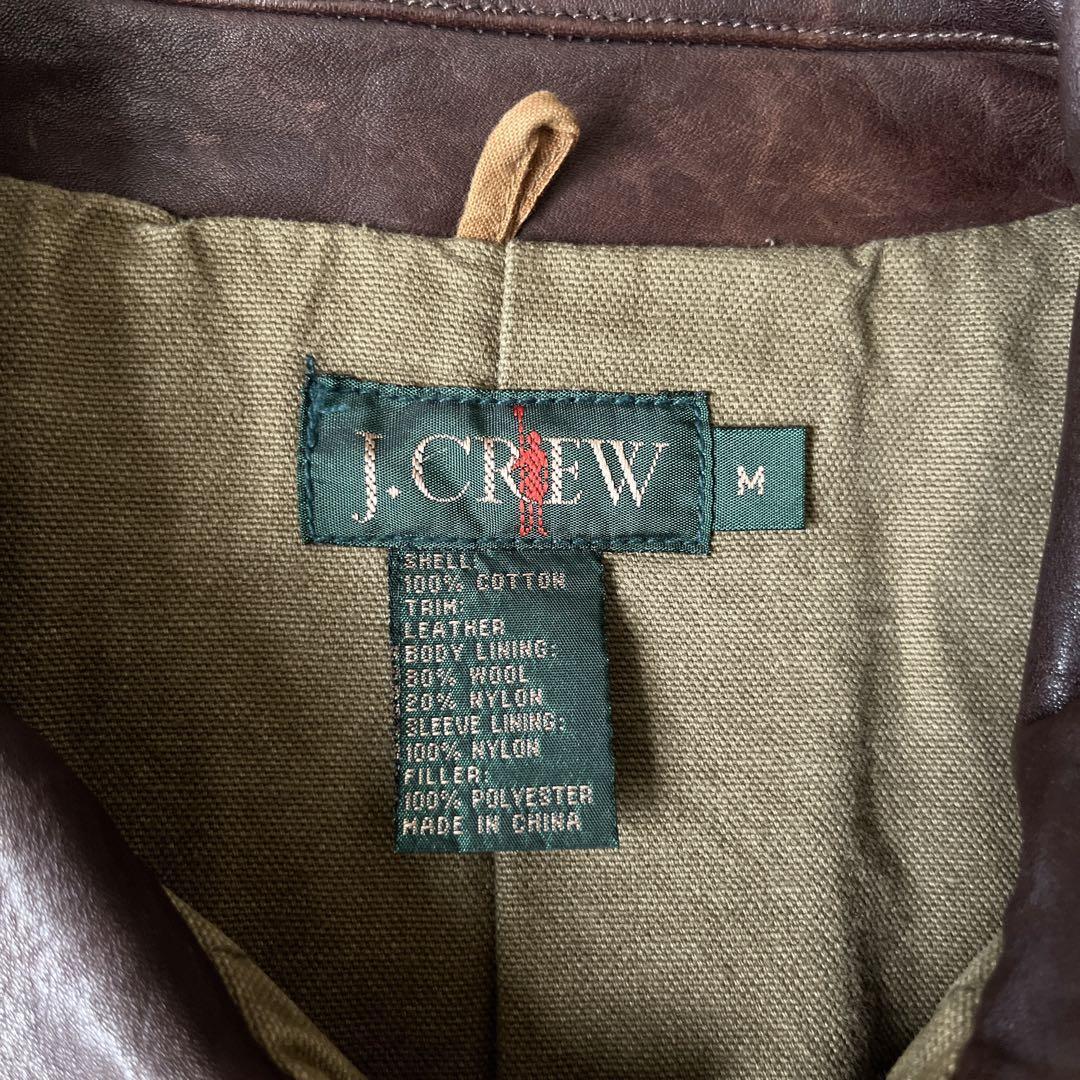 J.CREW
M
SHELL:
100% COTTON
TRIM:
LEATHER
BODY LINING:
80% WOOL
20% NYLON
SLEEVE LINING:
100% NYLON
FILLER:
100% POLYESTER
MADE IN CHINA